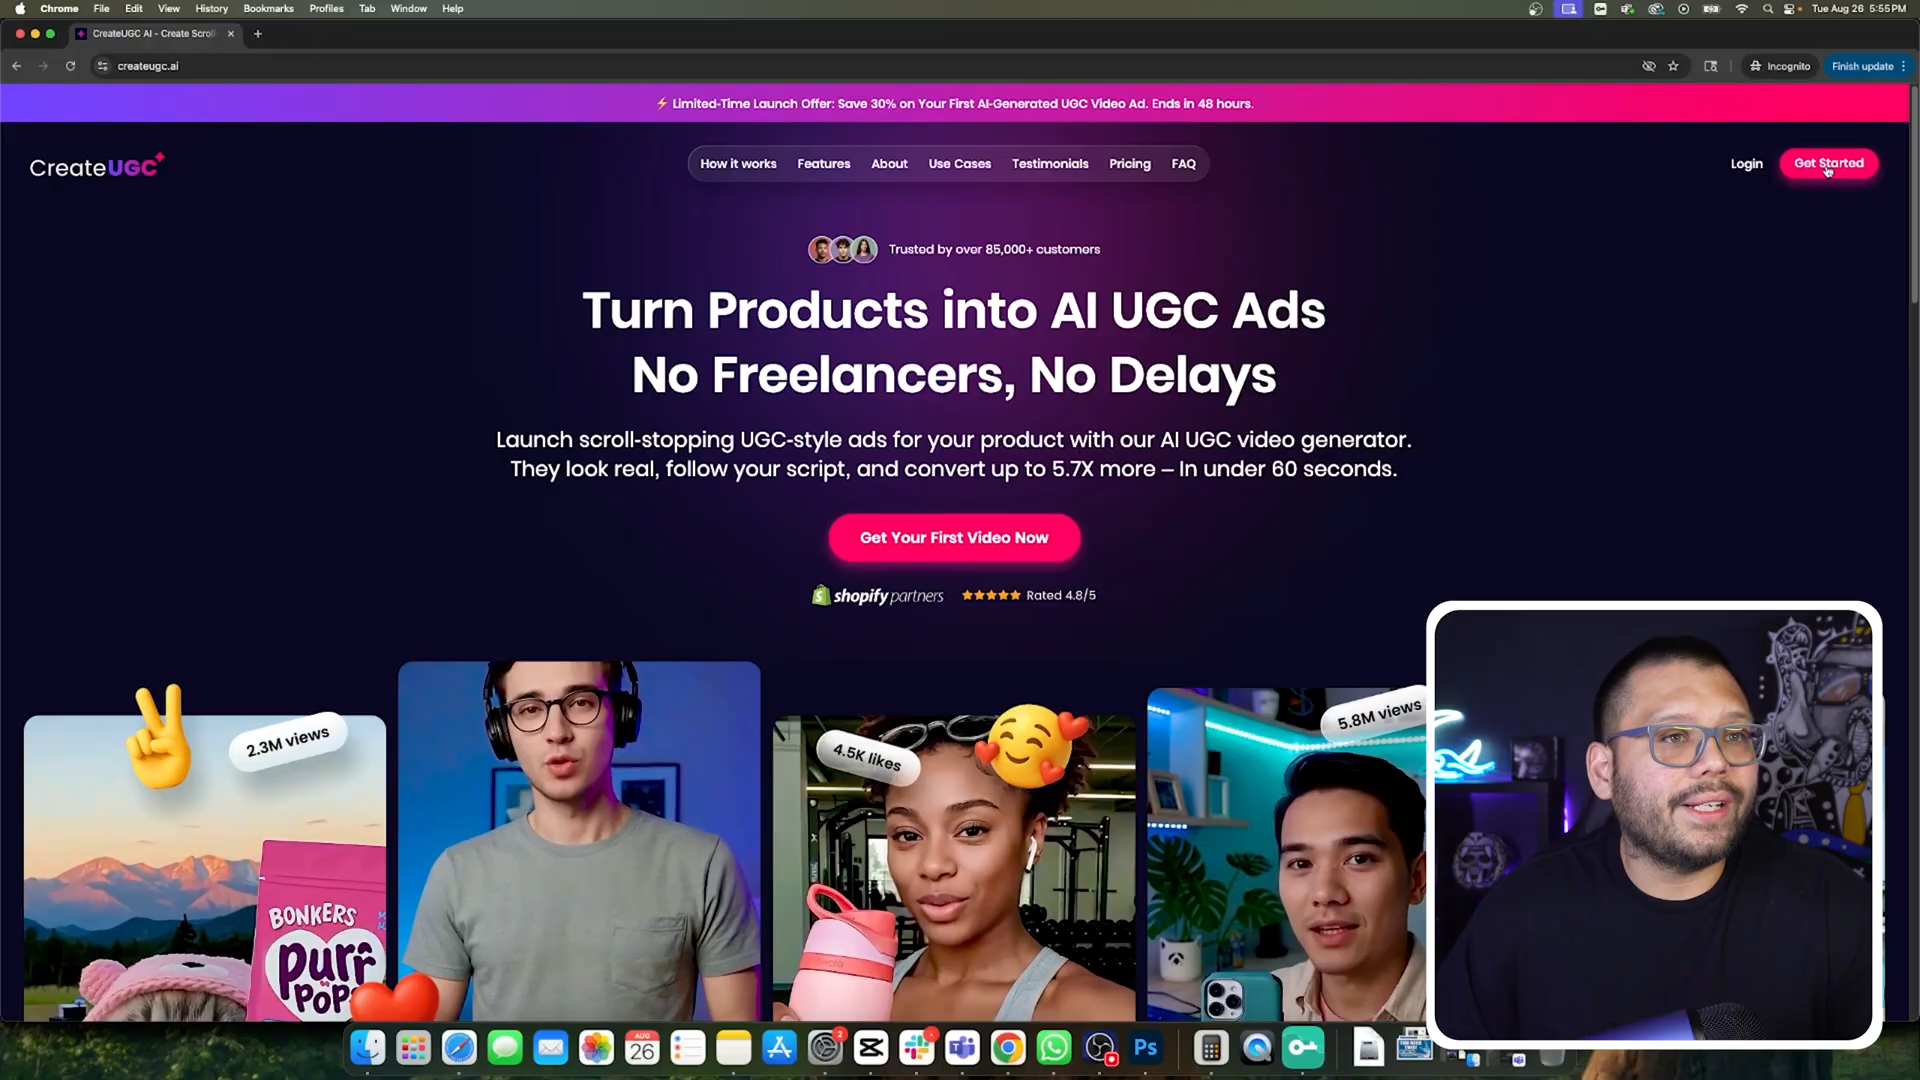 Chrome File Edit View History Bookmarks Profiles Tab Window Help
Tue Aug 26 5:55 PM
CreateUGC AI - Create Scroll
createugc.ai
Incognito
Finish update
⚡ Limited-Time Launch Offer: Save 30% on Your First AI-Generated UGC Video Ad. Ends in 48 hours.
CreateUGC
How it works Features About Use Cases Testimonials Pricing FAQ
Login
Get Started
Trusted by over 85,000+ customers
Turn Products into AI UGC Ads
No Freelancers, No Delays
Launch scroll-stopping UGC-style ads for your product with our AI UGC video generator.
They look real, follow your script, and convert up to 5.7X more – In under 60 seconds.
Get Your First Video Now
shopify partners
Rated 4.8/5
2.3M views
4.5K likes
5.8M views
BONKERS
purr
POPS
AUG
26
2
Ps